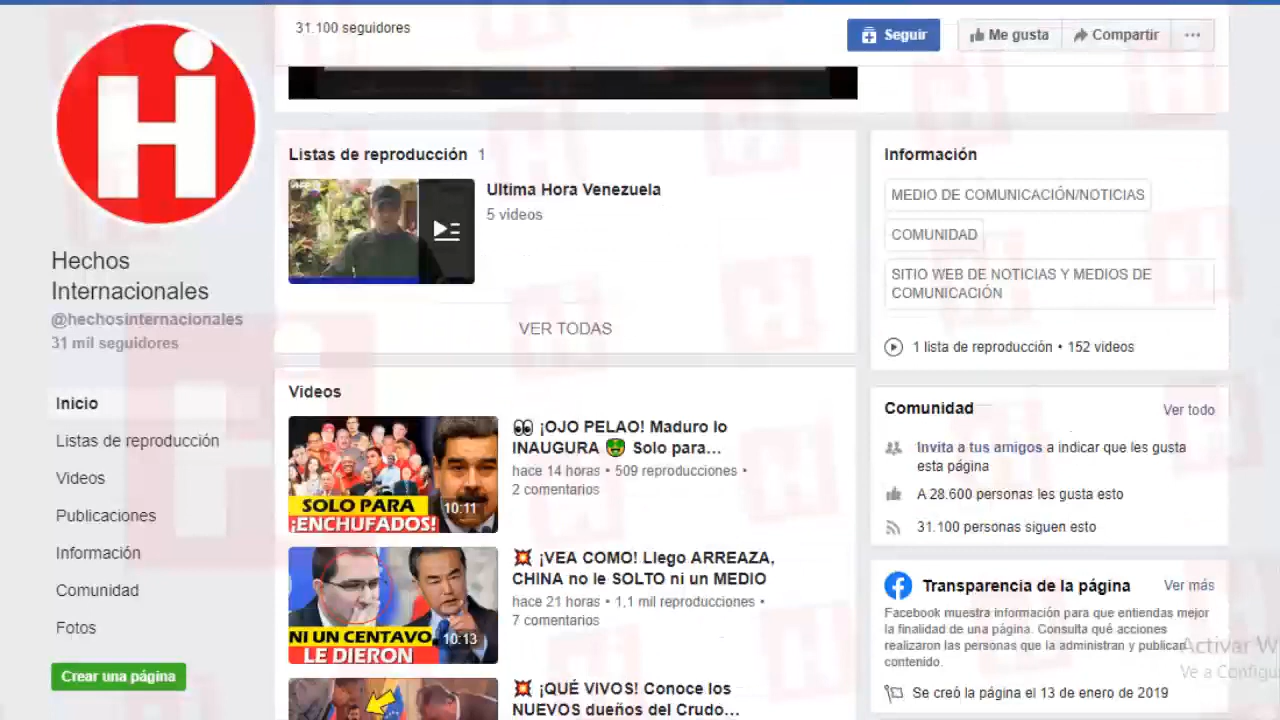 31.100 seguidores
Seguir
Me gusta
Compartir
Hi
Hechos
Internacionales
@hechosinternacionales
31 mil seguidores
Inicio
Listas de reproducción
Videos
Publicaciones
Información
Comunidad
Fotos
Crear una página
Listas de reproducción 1
Ultima Hora Venezuela
5 videos
VER TODAS
Videos
SOLO PARA
¡ENCHUFADOS!
10:11
👀 ¡OJO PELAO! Maduro lo
INAUGURA 🤑 Solo para...
hace 14 horas • 509 reproducciones •
2 comentarios
NI UN CENTAVO
LE DIERON
10:13
💥 ¡VEA COMO! Llego ARREAZA,
CHINA no le SOLTO ni un MEDIO
hace 21 horas • 1,1 mil reproducciones •
7 comentarios
💥 ¡QUÉ VIVOS! Conoce los
NUEVOS dueños del Crudo...
Información
MEDIO DE COMUNICACIÓN/NOTICIAS
COMUNIDAD
SITIO WEB DE NOTICIAS Y MEDIOS DE
COMUNICACIÓN
1 lista de reproducción • 152 videos
Comunidad
Ver todo
Invita a tus amigos a indicar que les gusta
esta página
A 28.600 personas les gusta esto
31.100 personas siguen esto
Transparencia de la página
Ver más
Facebook muestra información para que entiendas mejor
la finalidad de una página. Consulta qué acciones
realizaron las personas que la administran y publican
contenido.
Se creó la página el 13 de enero de 2019
Activar W
Ve a Configu